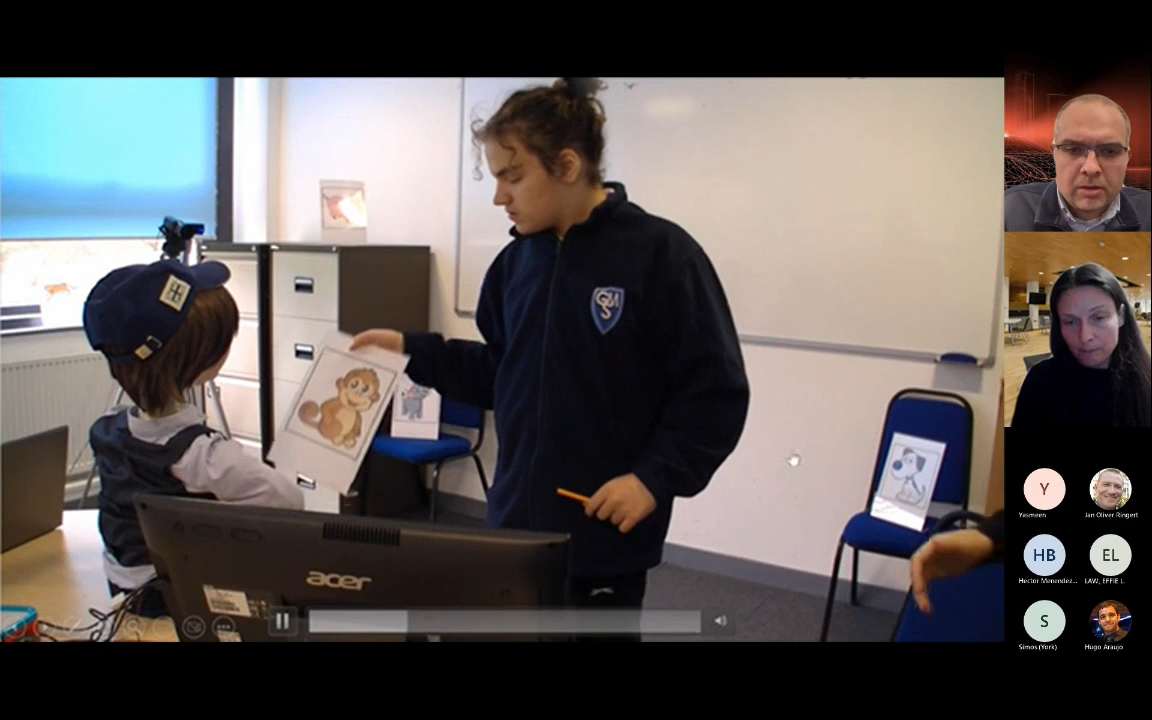 acer
Y
Yasmeen
Jan Oliver Ringert
HB
EL
Hector Menendez...
LAW, EFFIE L.
S
Simos (York)
Hugo Araujo